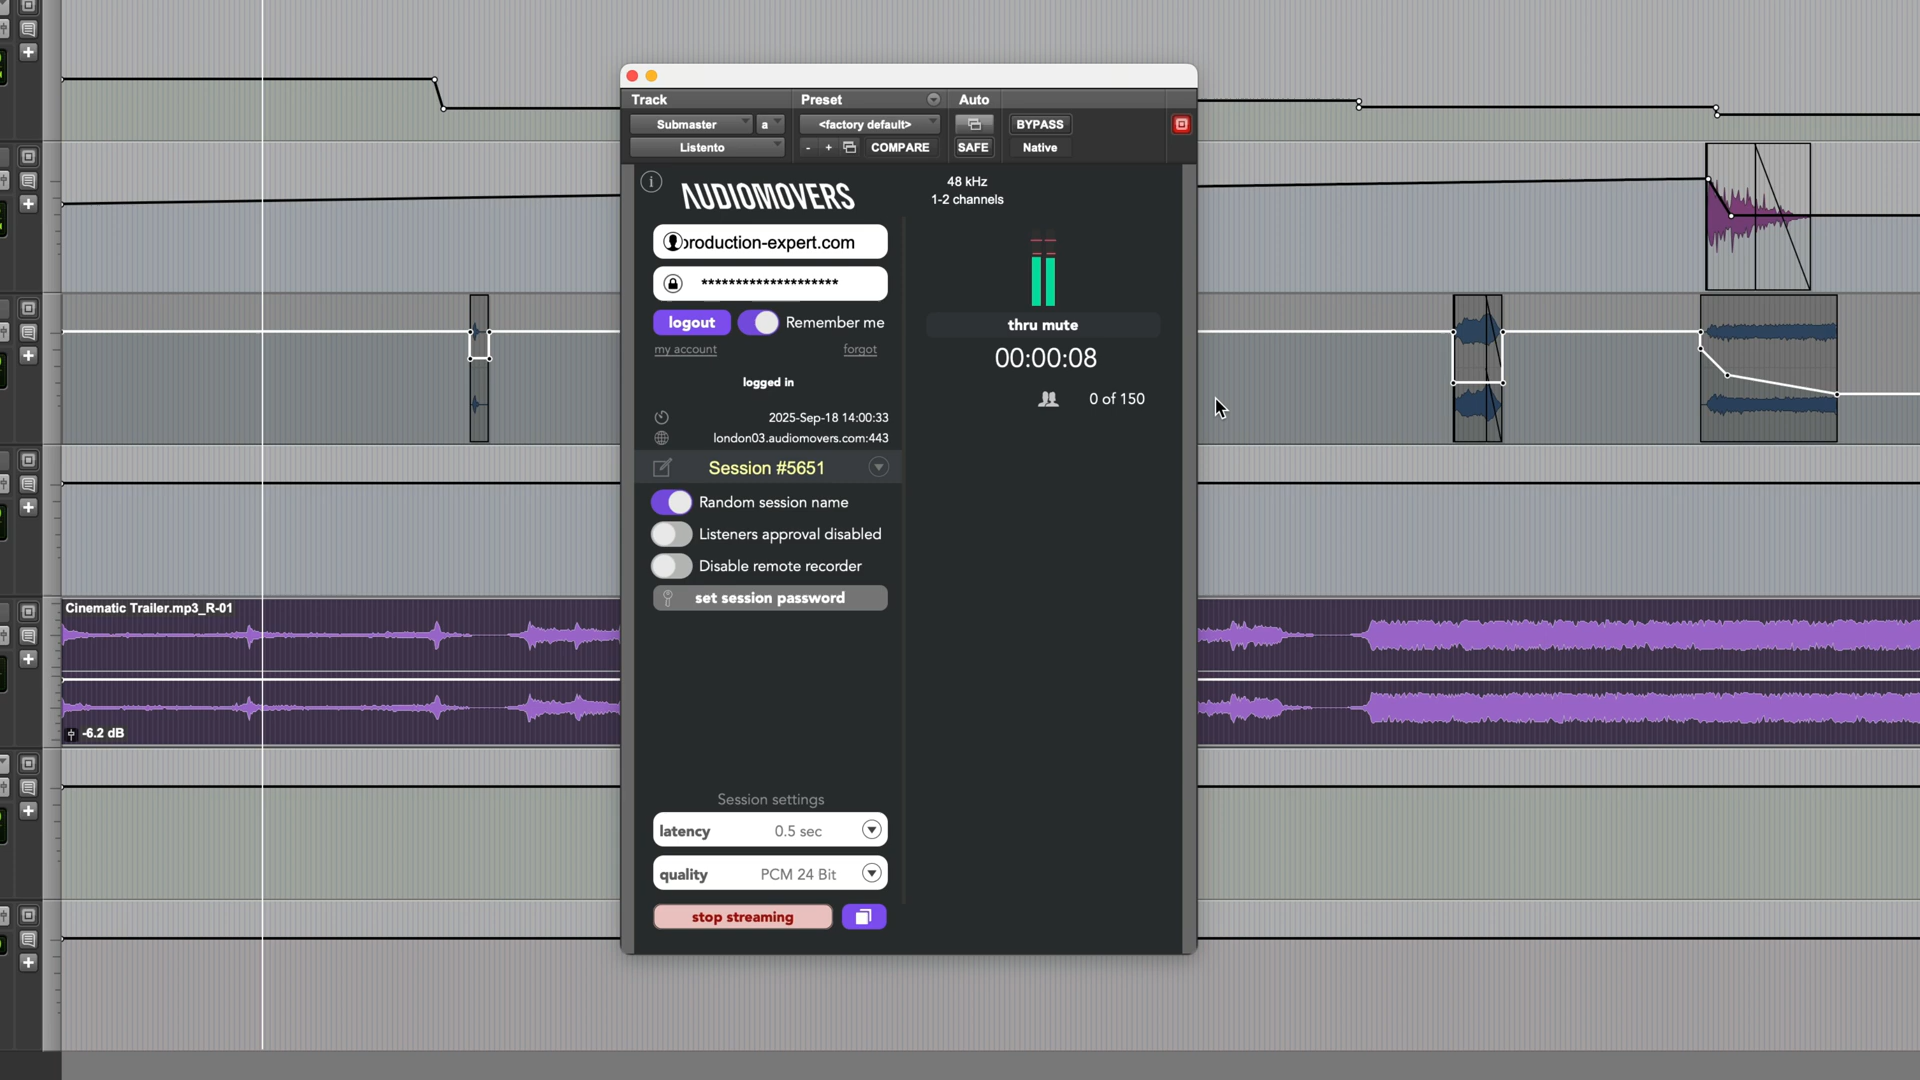 Track
Preset
Auto
Submaster
a
<factory default>
BYPASS
Listento
-
+
COMPARE
SAFE
Native
AUDIOMOVERS
48 kHz
1-2 channels
production-expert.com
********************
logout
Remember me
my account
forgot
logged in
2025-Sep-18 14:00:33
london03.audiomovers.com:443
Session #5651
Random session name
Listeners approval disabled
Disable remote recorder
set session password
thru mute
00:00:08
0 of 150
Cinematic Trailer.mp3_R-01
-6.2 dB
Session settings
latency 0.5 sec
quality PCM 24 Bit
stop streaming